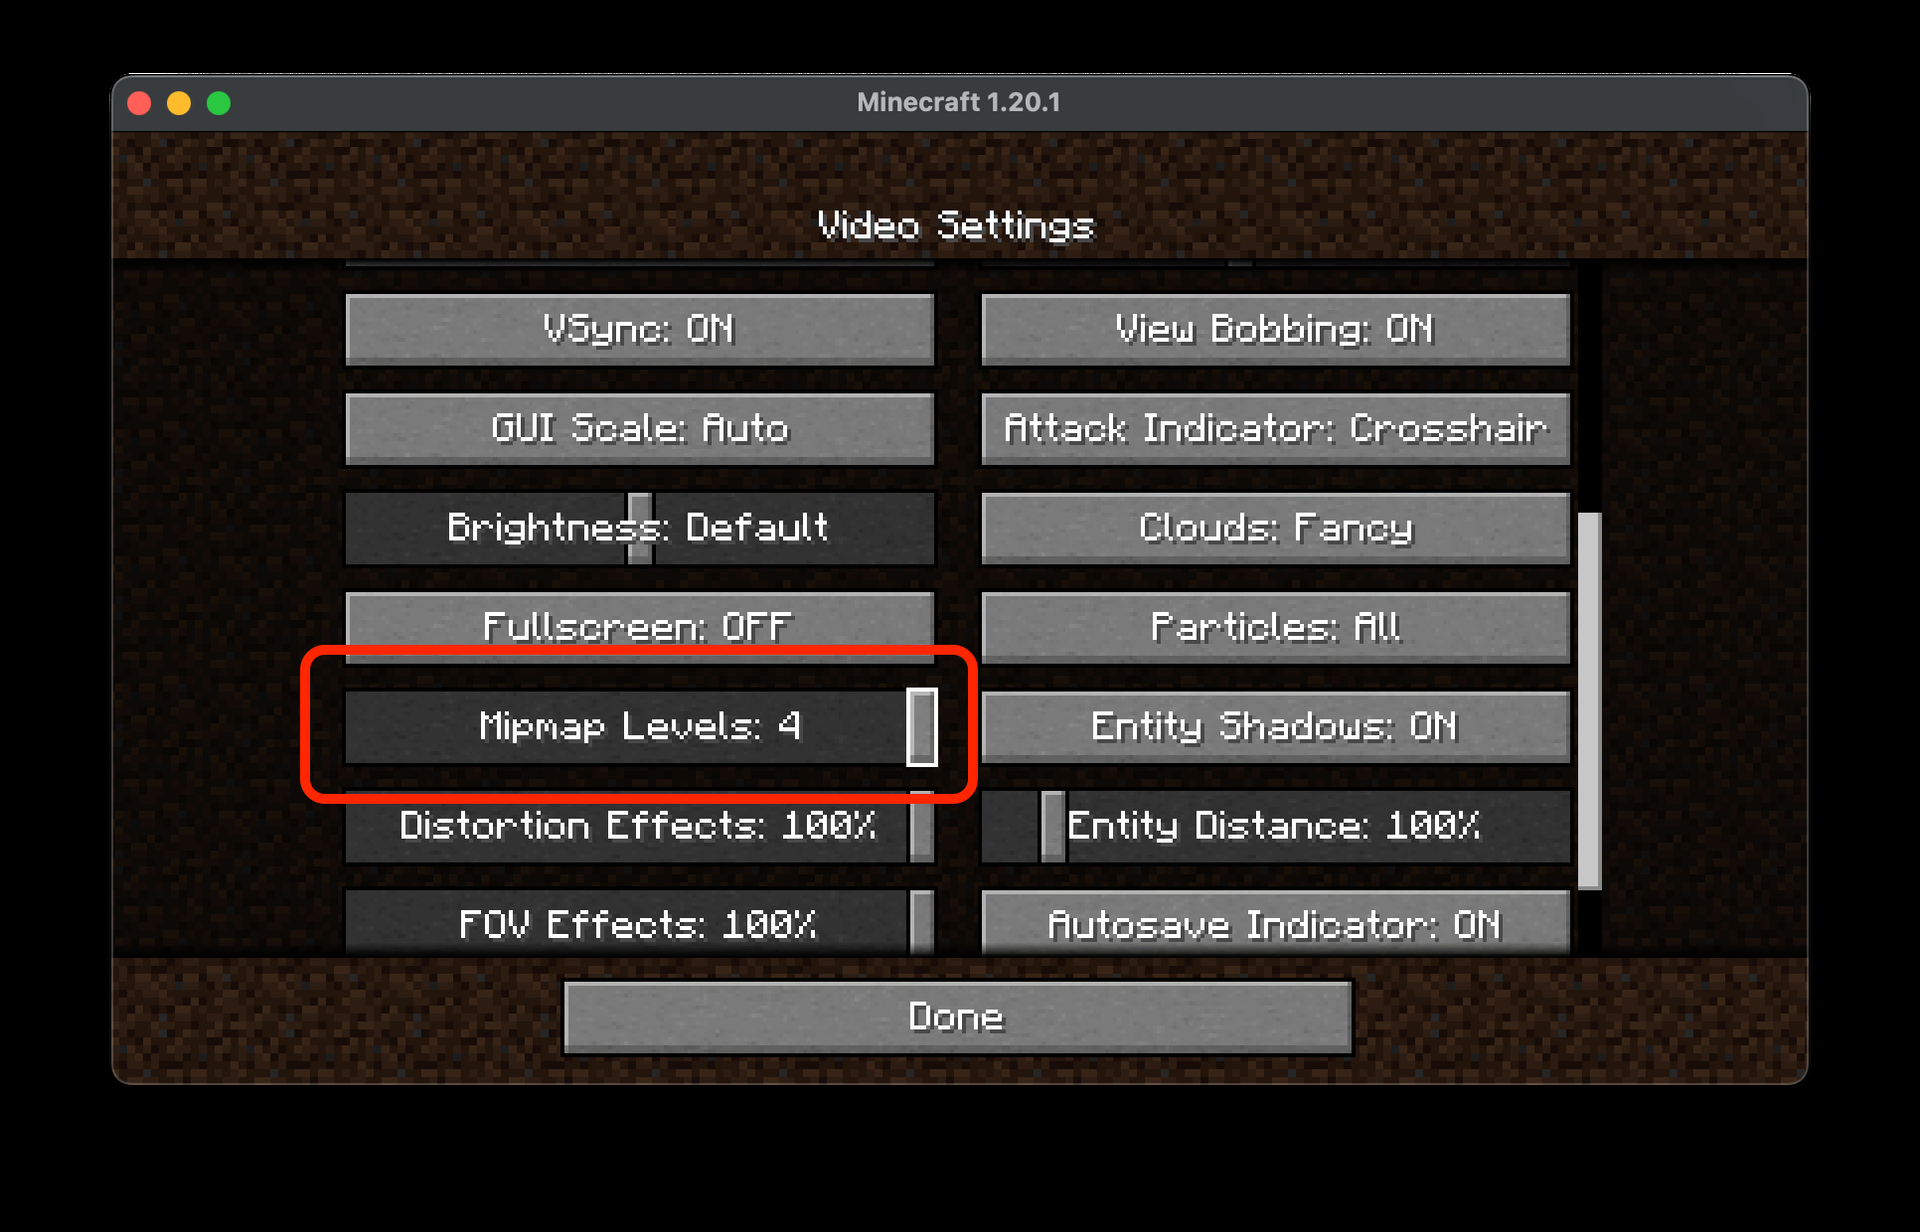 Minecraft 1.20.1
Video Settings
VSync: ON
View Bobbing: ON
GUI Scale: Auto
Attack Indicator: Crosshair
Brightness: Default
Clouds: Fancy
Fullscreen: OFF
Particles: All
Mipmap Levels: 4
Entity Shadows: ON
Distortion Effects: 100%
Entity Distance: 100%
FOV Effects: 100%
Autosave Indicator: ON
Done